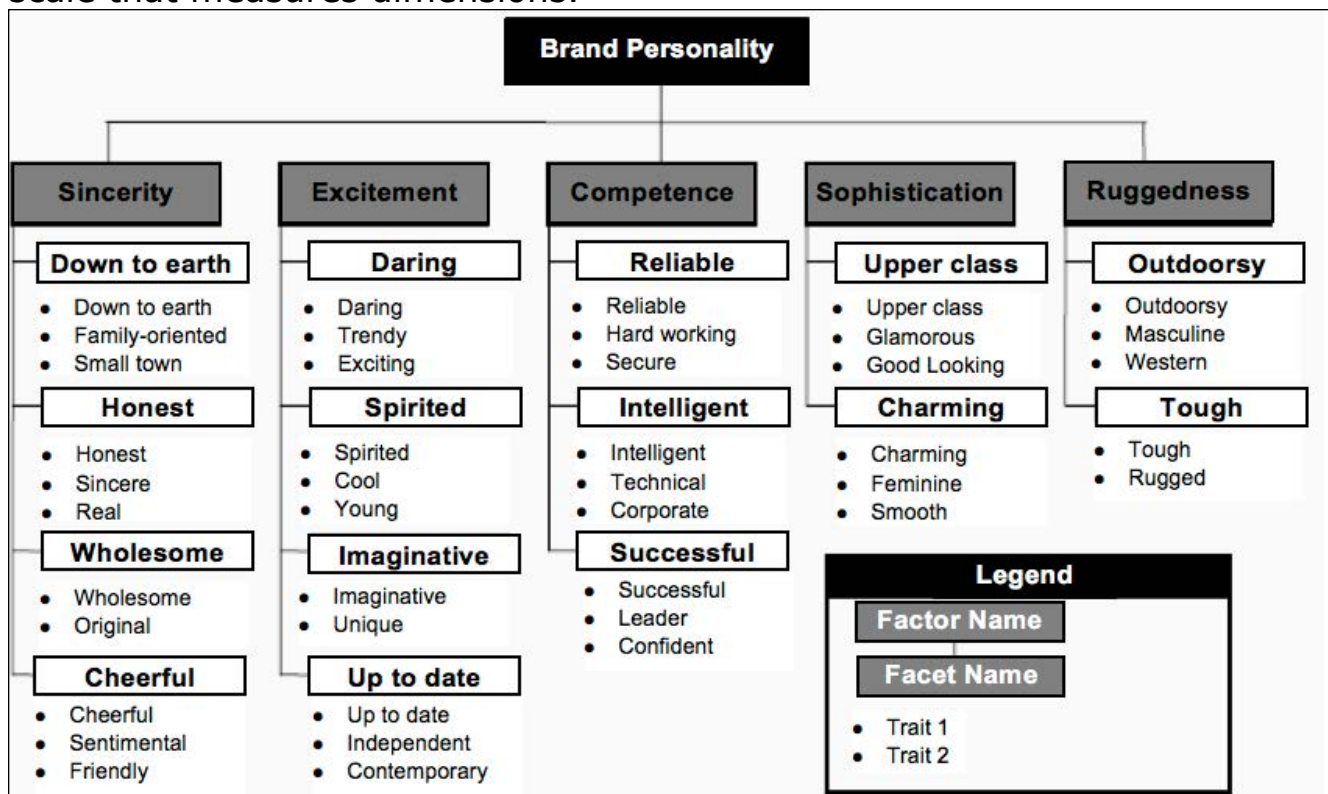 scale that measures dimensions.
Brand Personality
Sincerity
Down to earth
Down to earth
Family-oriented
Small town
Honest
Honest
Sincere
Real
Wholesome
Wholesome
Original
Cheerful
Cheerful
Sentimental
Friendly
Excitement
Daring
Daring
Trendy
Exciting
Spirited
Spirited
Cool
Young
Imaginative
Imaginative
Unique
Up to date
Up to date
Independent
Contemporary
Competence
Reliable
Reliable
Hard working
Secure
Intelligent
Intelligent
Technical
Corporate
Successful
Successful
Leader
Confident
Sophistication
Upper class
Upper class
Glamorous
Good Looking
Charming
Charming
Feminine
Smooth
Ruggedness
Outdoorsy
Outdoorsy
Masculine
Western
Tough
Tough
Rugged
Legend
Factor Name
Facet Name
Trait 1
Trait 2